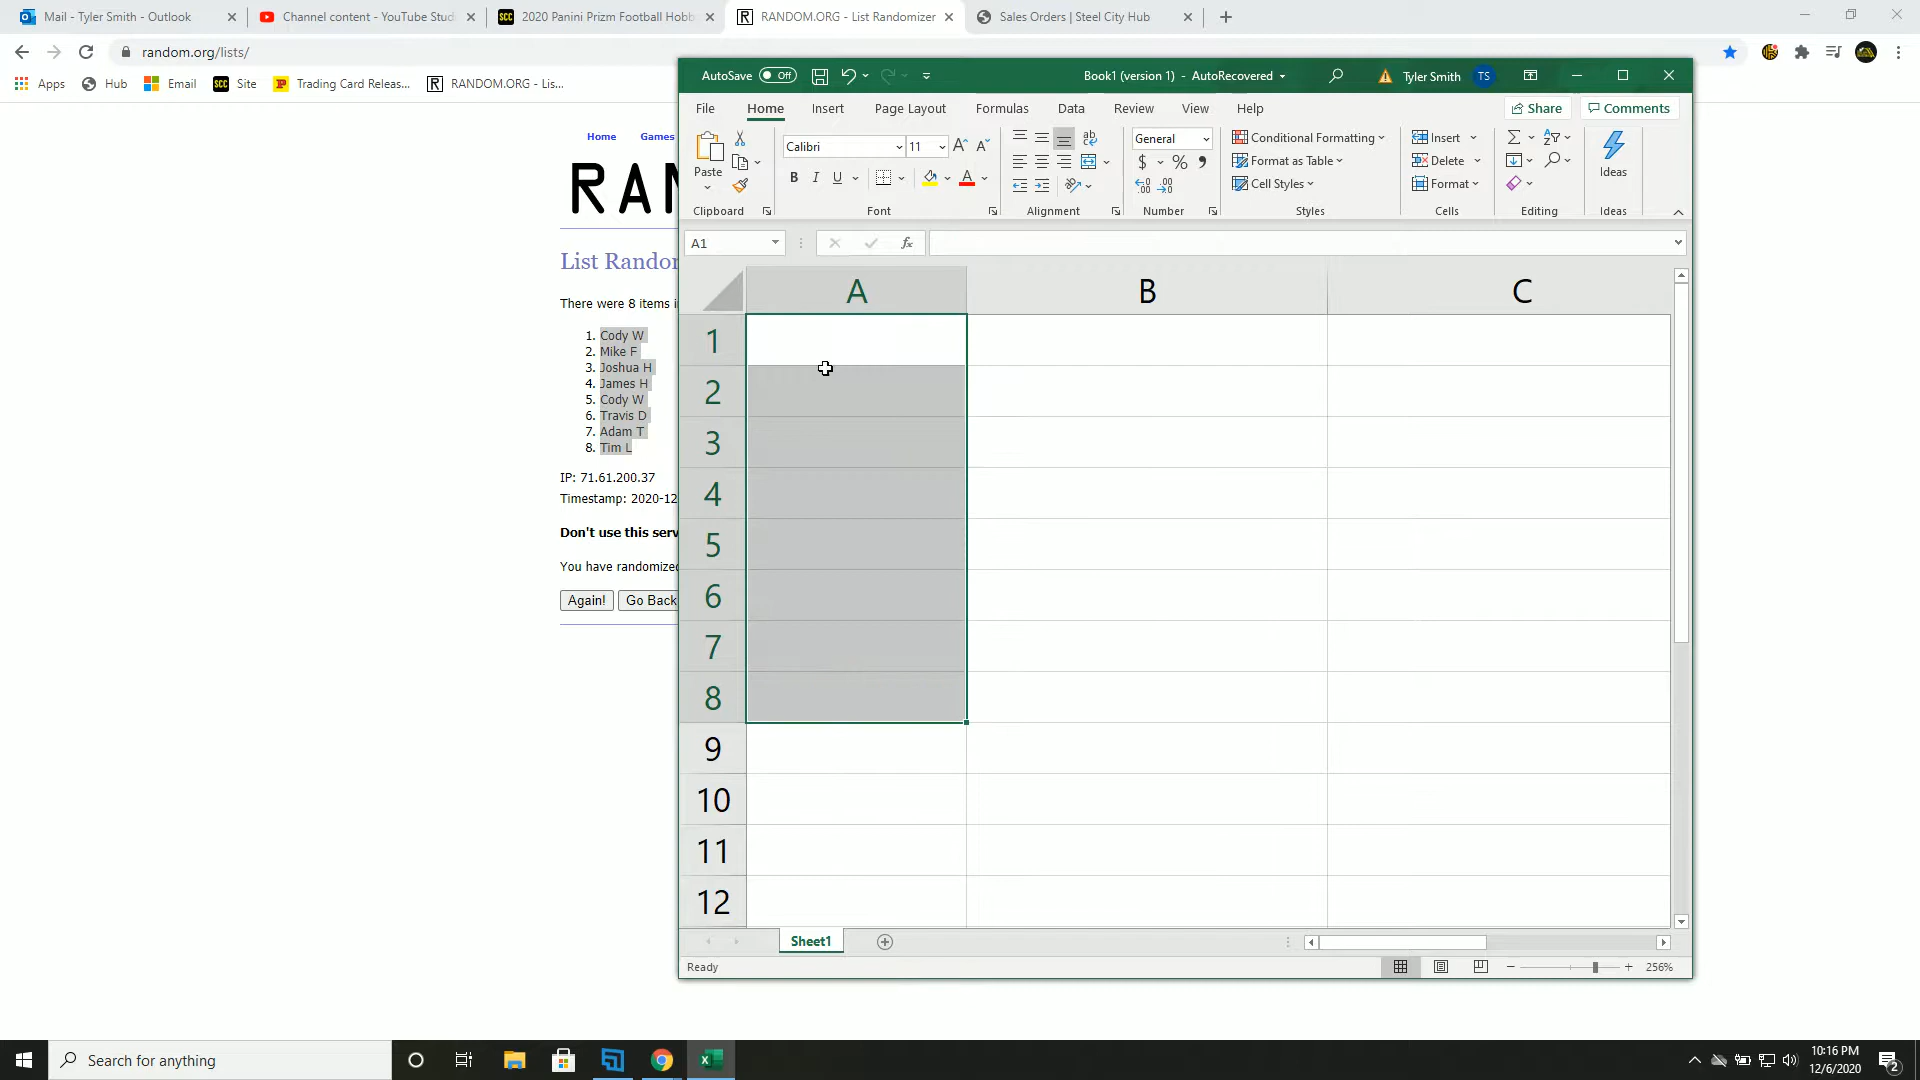 Mail - Tyler Smith - Outlook
Channel content - YouTube Stud
SCC 2020 Panini Prizm Football Hobb
R RANDOM.ORG - List Randomizer
Sales Orders | Steel City Hub
random.org/lists/
Apps
Hub
Email
SCC Site
Trading Card Releas...
R RANDOM.ORG - Lis...
Home Games
RAN
List Randor
There were 8 items i
1. Cody W
2. Mike F
3. Joshua H
4. James H
5. Cody W
6. Travis D
7. Adam T
8. Tim L
IP: 71.61.200.37
Timestamp: 2020-12
Don't use this serv
You have randomized
Again! Go Back
AutoSave Off
Book1 (version 1) - AutoRecovered
Tyler Smith TS
File Home Insert Page Layout Formulas Data Review View Help
Share Comments
Paste
Clipboard
Calibri 11
B I U
Font
Alignment
General
$ % ,
Number
Conditional Formatting
Format as Table
Cell Styles
Styles
Insert
Delete
Format
Cells
Editing
Ideas
Ideas
A1
fx
A B C
1
2
3
4
5
6
7
8
9
10
11
12
Sheet1
Ready
256%
Search for anything
10:16 PM
12/6/2020
2